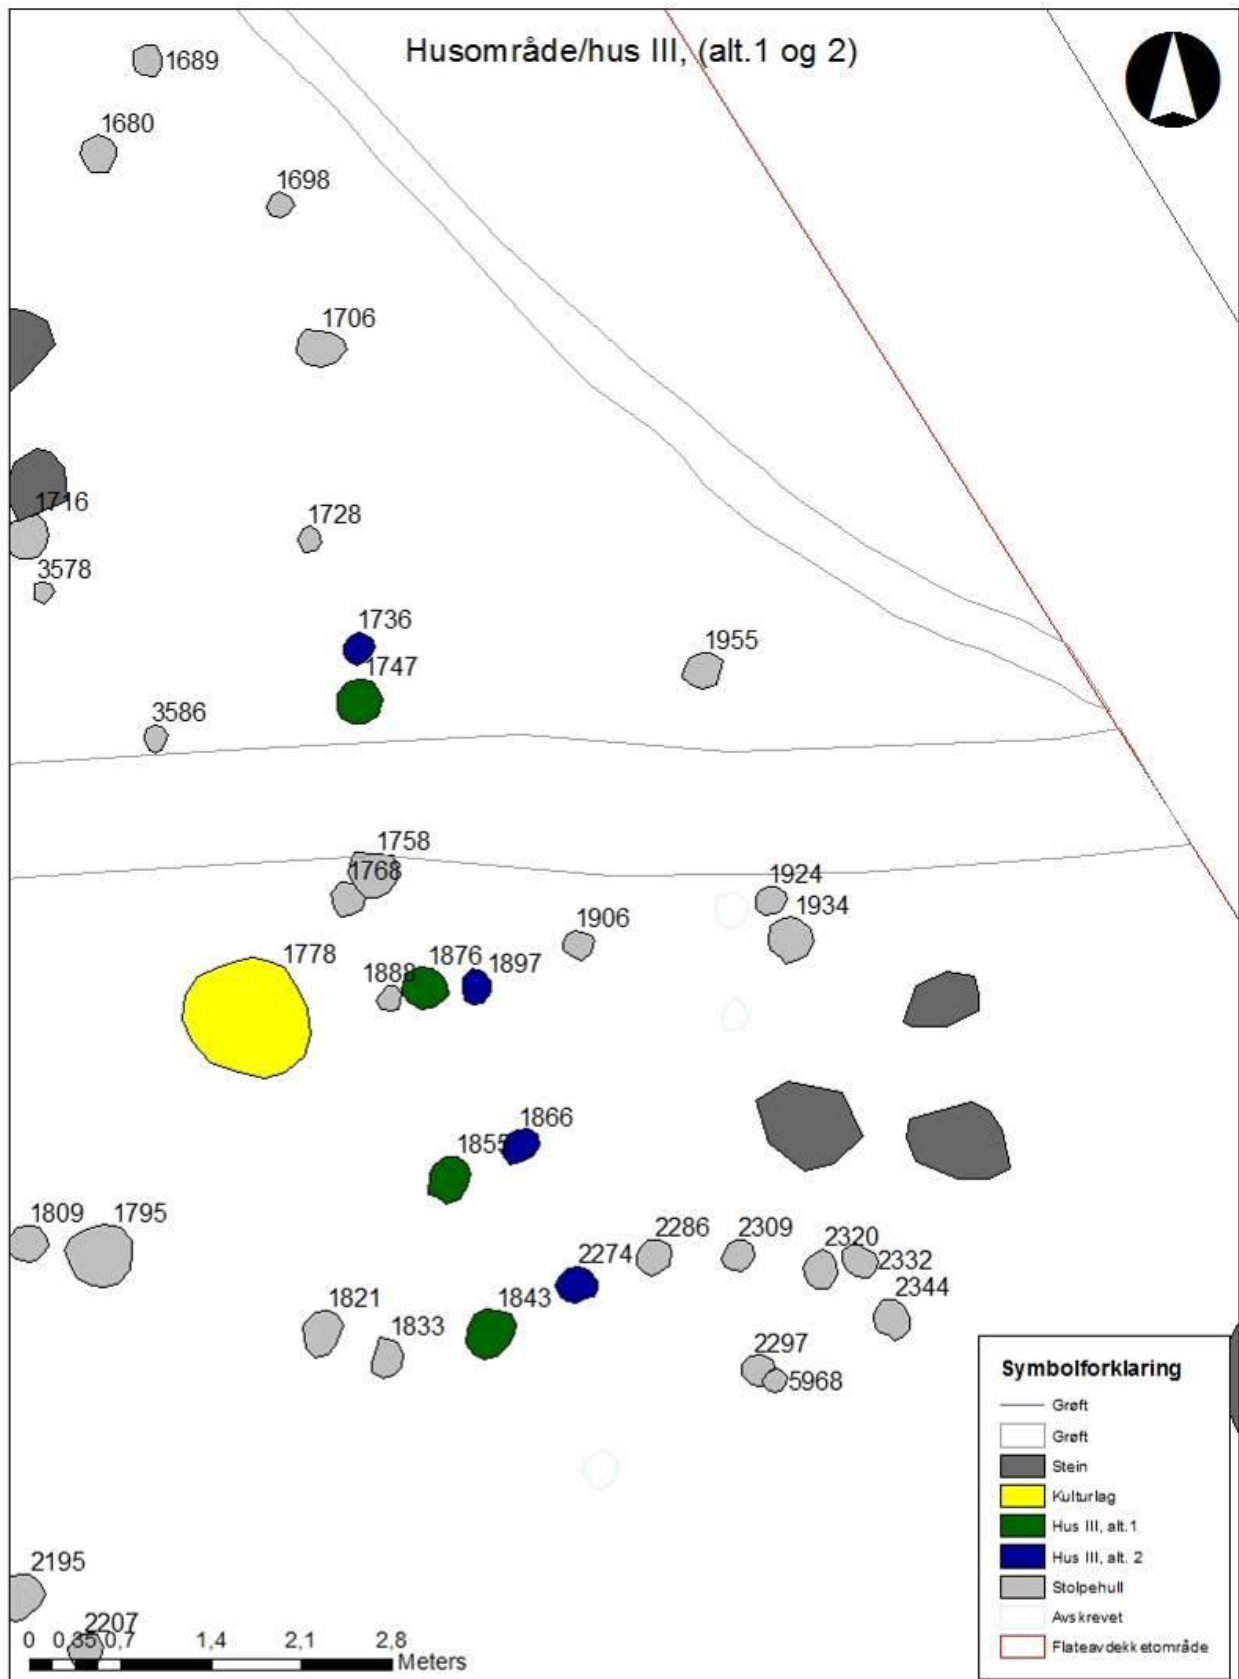 Husområde/hus III, (alt.1 og 2)
1689
1680
1698
1706
1716
1728
3578
1736
1955
1747
3586
1758
1768
1924
1934
1906
1778
1888
1876
1897
1866
1855
1809
1795
2286
2309
2320
2274
2332
2344
1821
1843
1833
2297
5968
Symbolforklaring
Grøft
Grøft
Stein
Kulturlag
Hus III, alt.1
Hus III, alt. 2
Stolpehull
Avskrevet
Flateavdekketområde
2195
2207
0 0,35 0,7 1,4 2,1 2,8
Meters